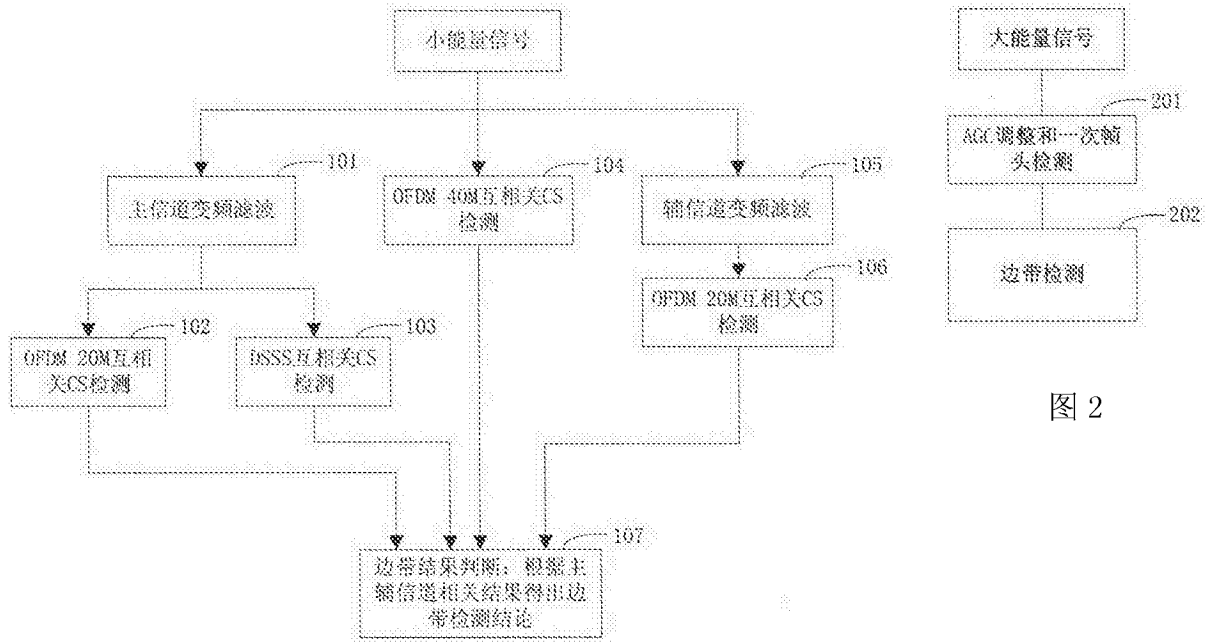 小能量信号
101
主信道变频滤波
104
OFDM 40M互相关CS
检测
105
辅信道变频滤波
102
OFDM 20M互相
关CS检测
103
DSSS互相关CS
检测
106
OFDM 20M互相关CS
检测
107
边带结果判断：根据主
辅信道相关结果得出边
带检测结论
大能量信号
201
AGC调整和一次帧
头检测
202
边带检测
图 2